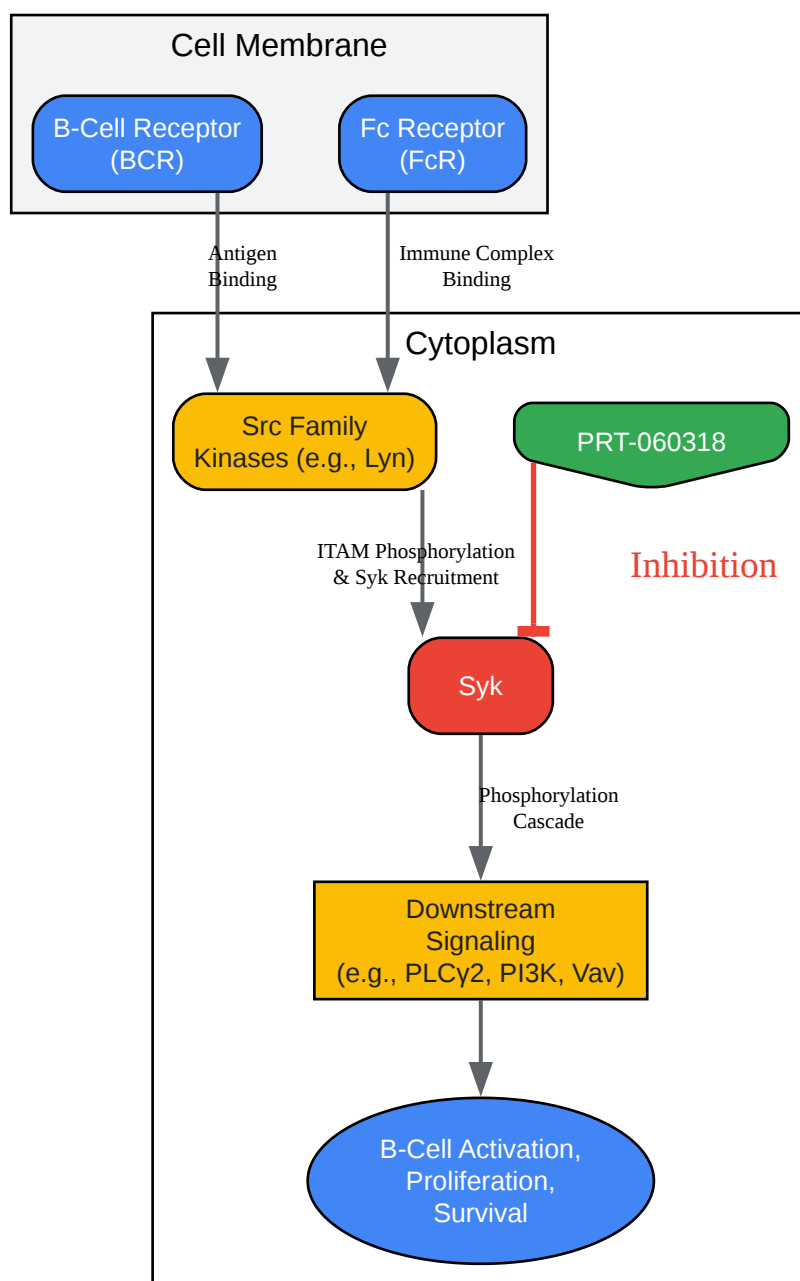 Cell Membrane
B-Cell Receptor
(BCR)
Fc Receptor
(FcR)
Antigen
Binding
Immune Complex
Binding
Cytoplasm
Src Family
Kinases (e.g., Lyn)
PRT-060318
ITAM Phosphorylation
& Syk Recruitment
Inhibition
Syk
Phosphorylation
Cascade
Downstream
Signaling
(e.g., PLCγ2, PI3K, Vav)
B-Cell Activation,
Proliferation,
Survival